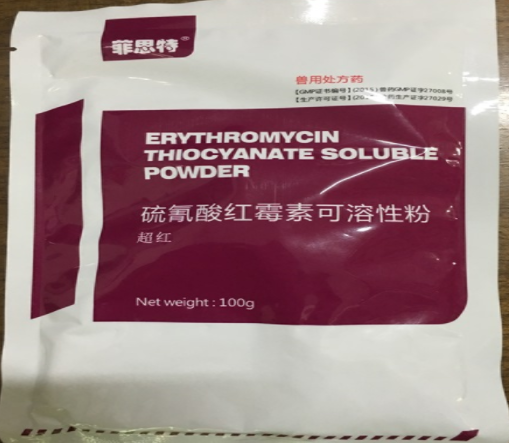 菲思特®
兽用处方药
ERYTHROMYCIN
THIOCYANATE SOLUBLE
POWDER
硫氰酸红霉素可溶性粉
超红
Net weight : 100g